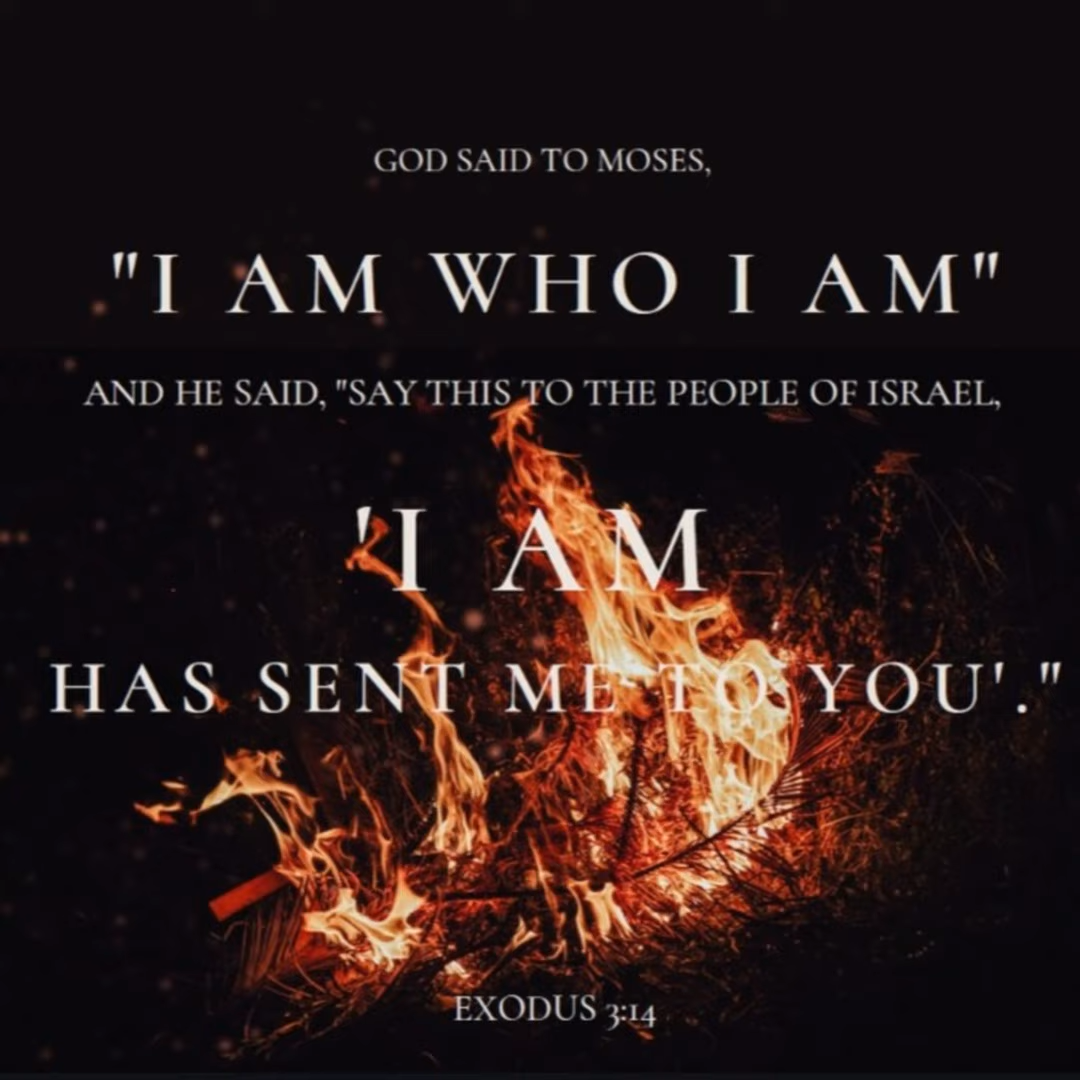 GOD SAID TO MOSES,
"I AM WHO I AM"
AND HE SAID, "SAY THIS TO THE PEOPLE OF ISRAEL,
'I AM
HAS SENT ME TO YOU'."
EXODUS 3:14